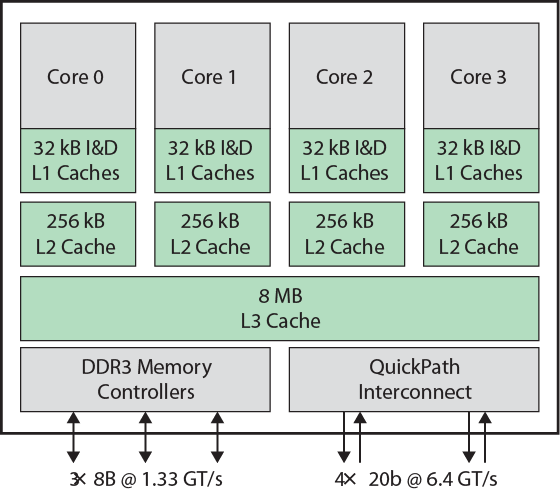 Core 0
Core 1
Core 2
Core 3
32 kB I&D
L1 Caches
32 kB I&D
L1 Caches
32 kB I&D
L1 Caches
32 kB I&D
L1 Caches
256 kB
L2 Cache
256 kB
L2 Cache
256 kB
L2 Cache
256 kB
L2 Cache
8 MB
L3 Cache
DDR3 Memory
Controllers
QuickPath
Interconnect
3× 8B @ 1.33 GT/s
4× 20b @ 6.4 GT/s